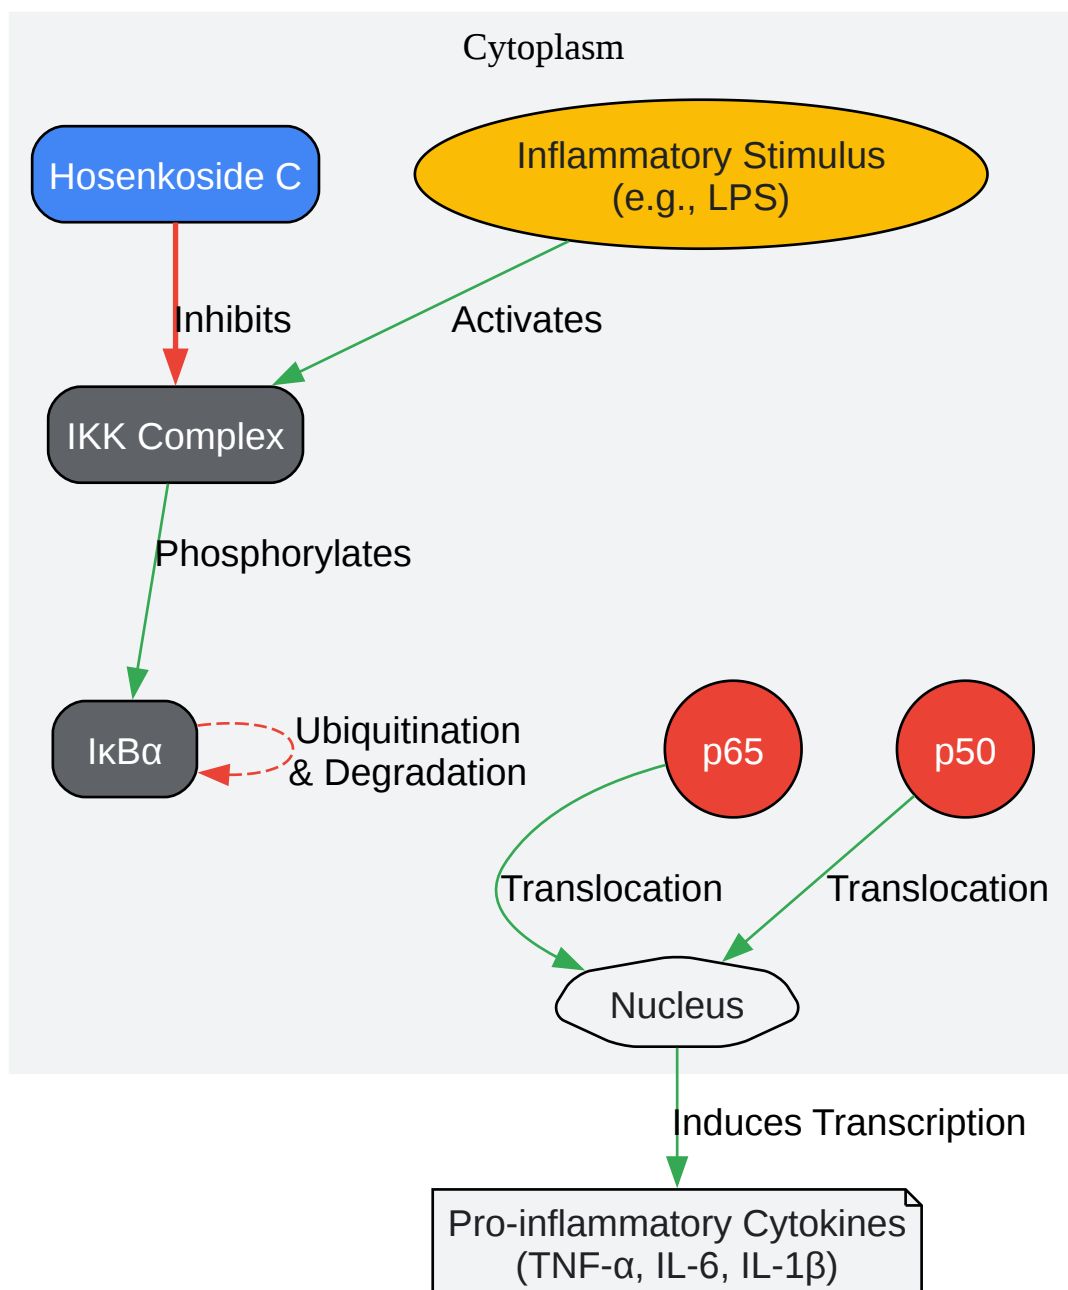 Cytoplasm
Hosenkoside C
Inflammatory Stimulus
(e.g., LPS)
Inhibits
Activates
IKK Complex
Phosphorylates
IκBα
Ubiquitination
& Degradation
p65
p50
Translocation
Translocation
Nucleus
Induces Transcription
Pro-inflammatory Cytokines
(TNF-α, IL-6, IL-1β)